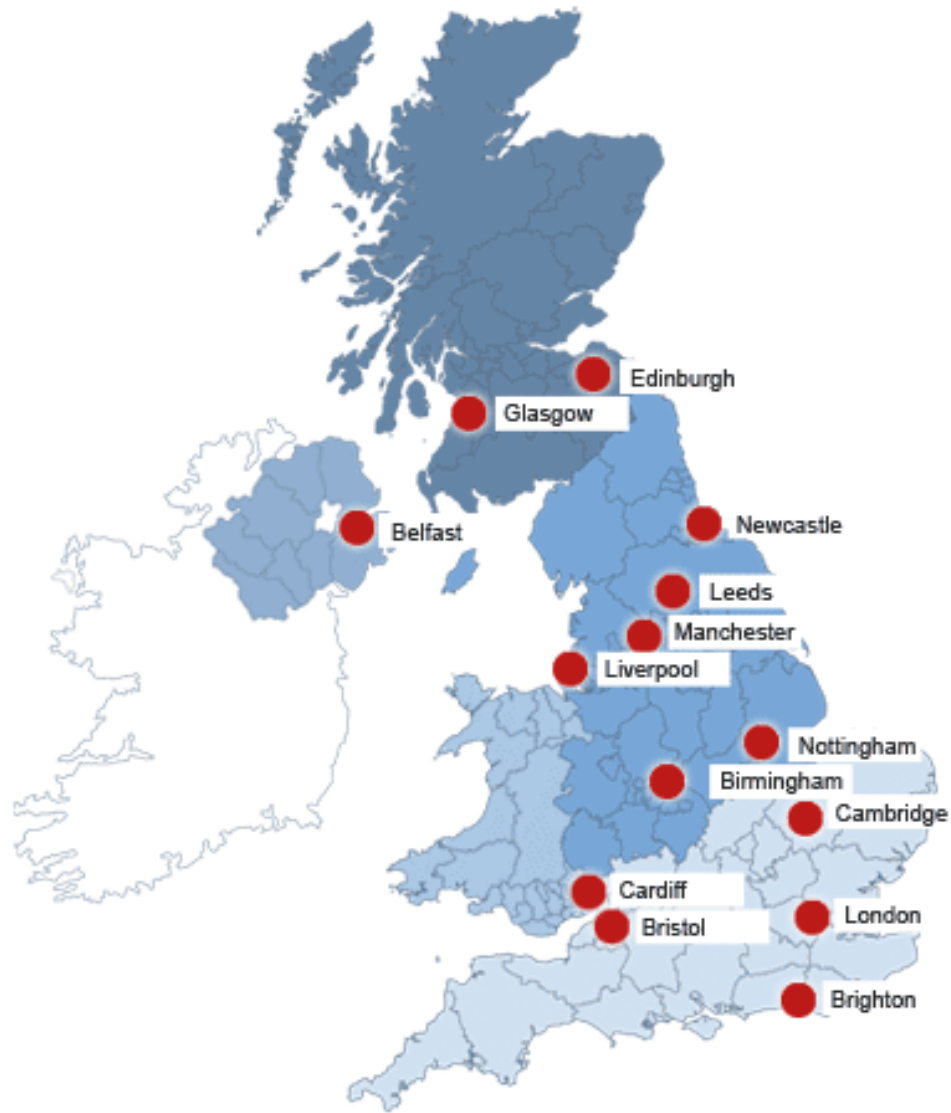 Edinburgh
Glasgow
Newcastle
Belfast
Leeds
Manchester
Liverpool
Nottingham
Birmingham
Cambridge
Cardiff
London
Bristol
Brighton